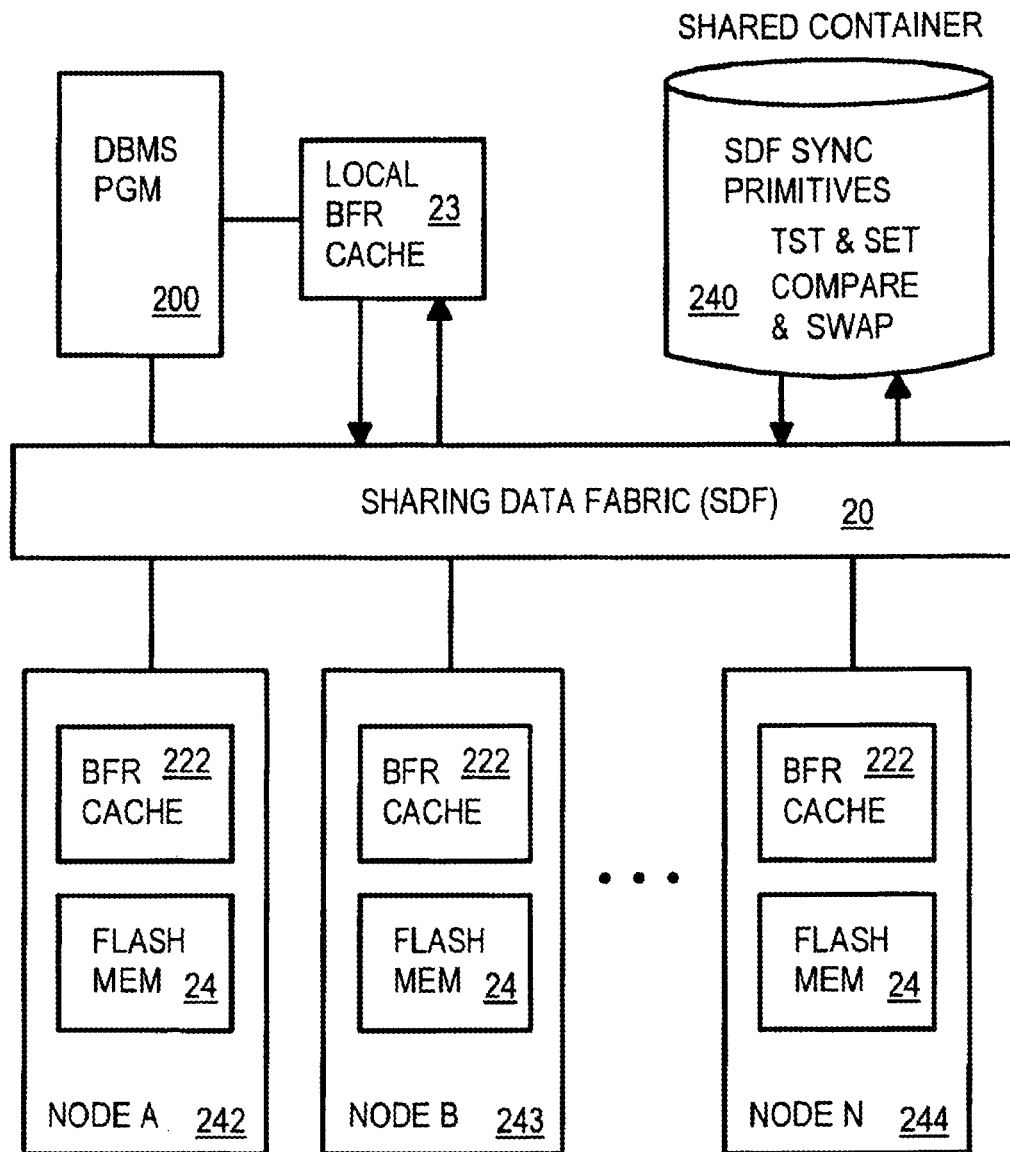 SHARED CONTAINER
DBMS
PGM
200
LOCAL
BFR 23
CACHE
SDF SYNC
PRIMITIVES
TST & SET
240 COMPARE
& SWAP
SHARING DATA FABRIC (SDF) 20
BFR 222
CACHE
FLASH
MEM 24
NODE A 242
BFR 222
CACHE
FLASH
MEM 24
NODE B 243
BFR 222
CACHE
FLASH
MEM 24
NODE N 244